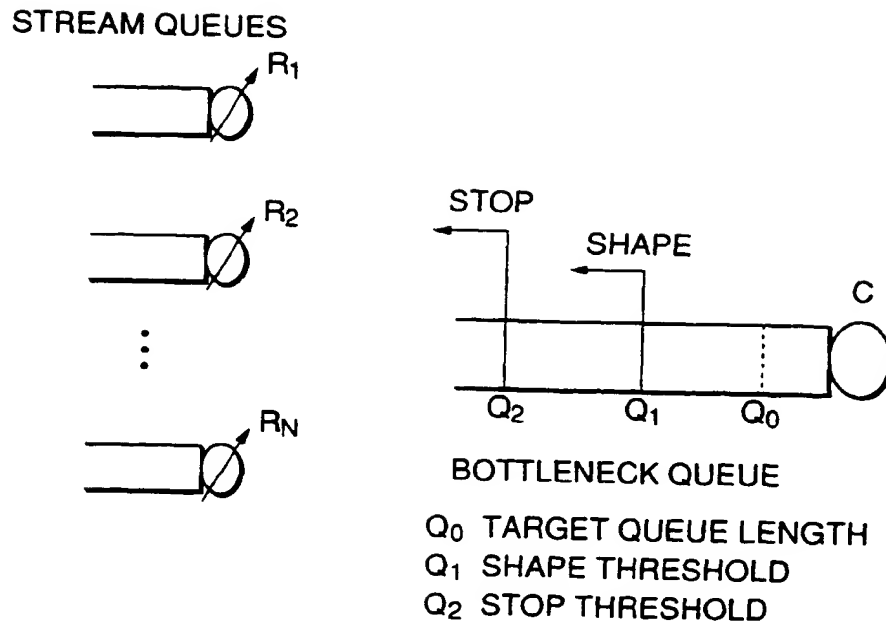 STREAM QUEUES
R1
R2
RN
STOP
SHAPE
C
Q2 Q1 Q0
BOTTLENECK QUEUE
Q0 TARGET QUEUE LENGTH
Q1 SHAPE THRESHOLD
Q2 STOP THRESHOLD